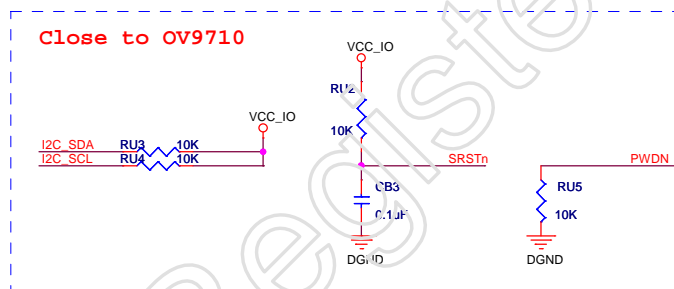 Close to OV9710
VCC_IO
RU2
10K
VCC_IO
I2C_SDA RU3 10K
I2C_SCL RU4 10K
SRSTn
PWDN
CB3
0.1uF
RU5
10K
DGND
DGND
Registe